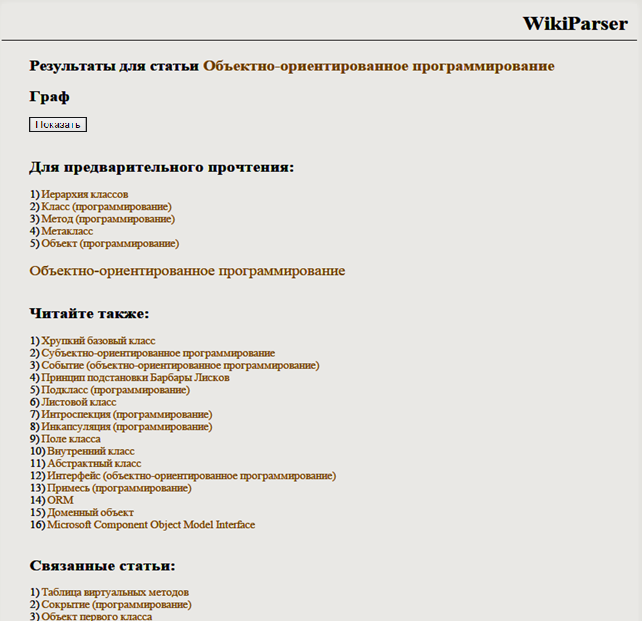 WikiParser
Результаты для статьи Объектно-ориентированное программирование
Граф
Показать
Для предварительного прочтения:
1) Иерархия классов
2) Класс (программирование)
3) Метод (программирование)
4) Метакласс
5) Объект (программирование)
Объектно-ориентированное программирование
Читайте также:
1) Хрупкий базовый класс
2) Субъектно-ориентированное программирование
3) Событие (объектно-ориентированное программирование)
4) Принцип подстановки Барбары Лисков
5) Подкласс (программирование)
6) Листовой класс
7) Интроспекция (программирование)
8) Инкапсуляция (программирование)
9) Поле класса
10) Внутренний класс
11) Абстрактный класс
12) Интерфейс (объектно-ориентированное программирование)
13) Примесь (программирование)
14) ORM
15) Доменный объект
16) Microsoft Component Object Model Interface
Связанные статьи:
1) Таблица виртуальных методов
2) Сокрытие (программирование)
3) Объект первого класса